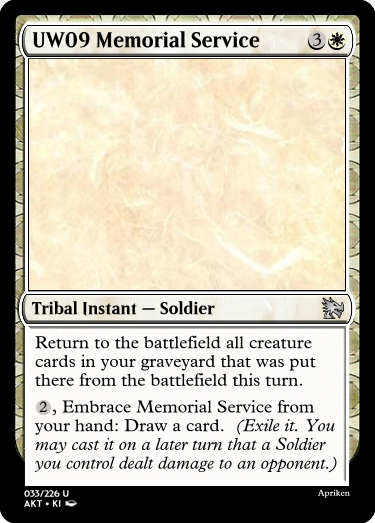 UW09 Memorial Service 3
Tribal Instant — Soldier
Return to the battlefield all creature
cards in your graveyard that was put
there from the battlefield this turn.
2, Embrace Memorial Service from
your hand: Draw a card. (Exile it. You
may cast it on a later turn that a Soldier
you control dealt damage to an opponent.)
033/226 U
AKT • KI
Apriken